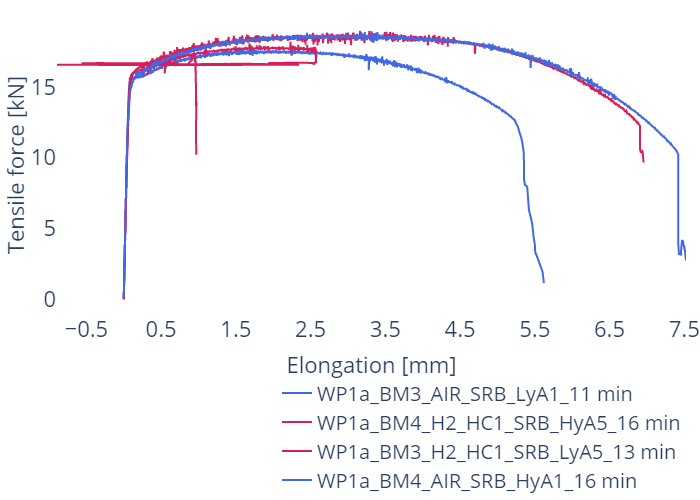 Tensile force [kN]
15
10
5
0
−0.5 0.5 1.5 2.5 3.5 4.5 5.5 6.5 7.5
Elongation [mm]
WP1a_BM3_AIR_SRB_LyA1_11 min
WP1a_BM4_H2_HC1_SRB_HyA5_16 min
WP1a_BM3_H2_HC1_SRB_LyA5_13 min
WP1a_BM4_AIR_SRB_HyA1_16 min